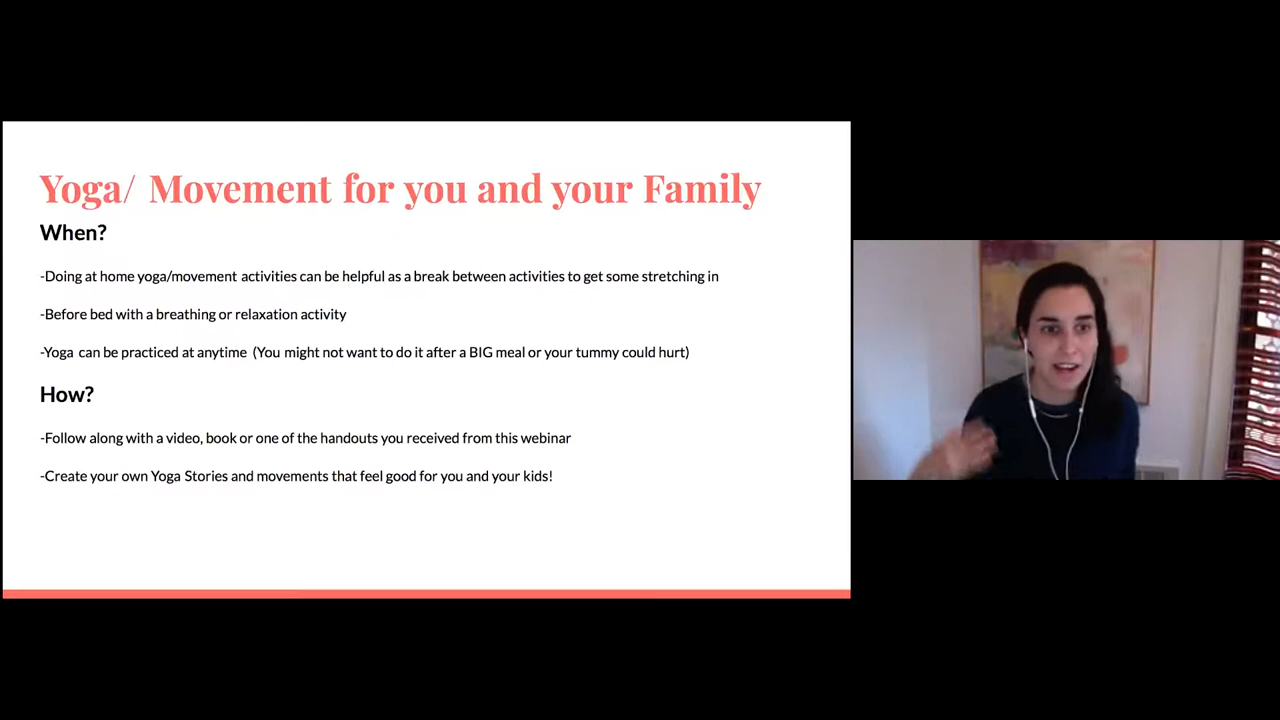 Yoga/ Movement for you and your Family
When?
-Doing at home yoga/movement activities can be helpful as a break between activities to get some stretching in
-Before bed with a breathing or relaxation activity
-Yoga can be practiced at anytime (You might not want to do it after a BIG meal or your tummy could hurt)
How?
-Follow along with a video, book or one of the handouts you received from this webinar
-Create your own Yoga Stories and movements that feel good for you and your kids!